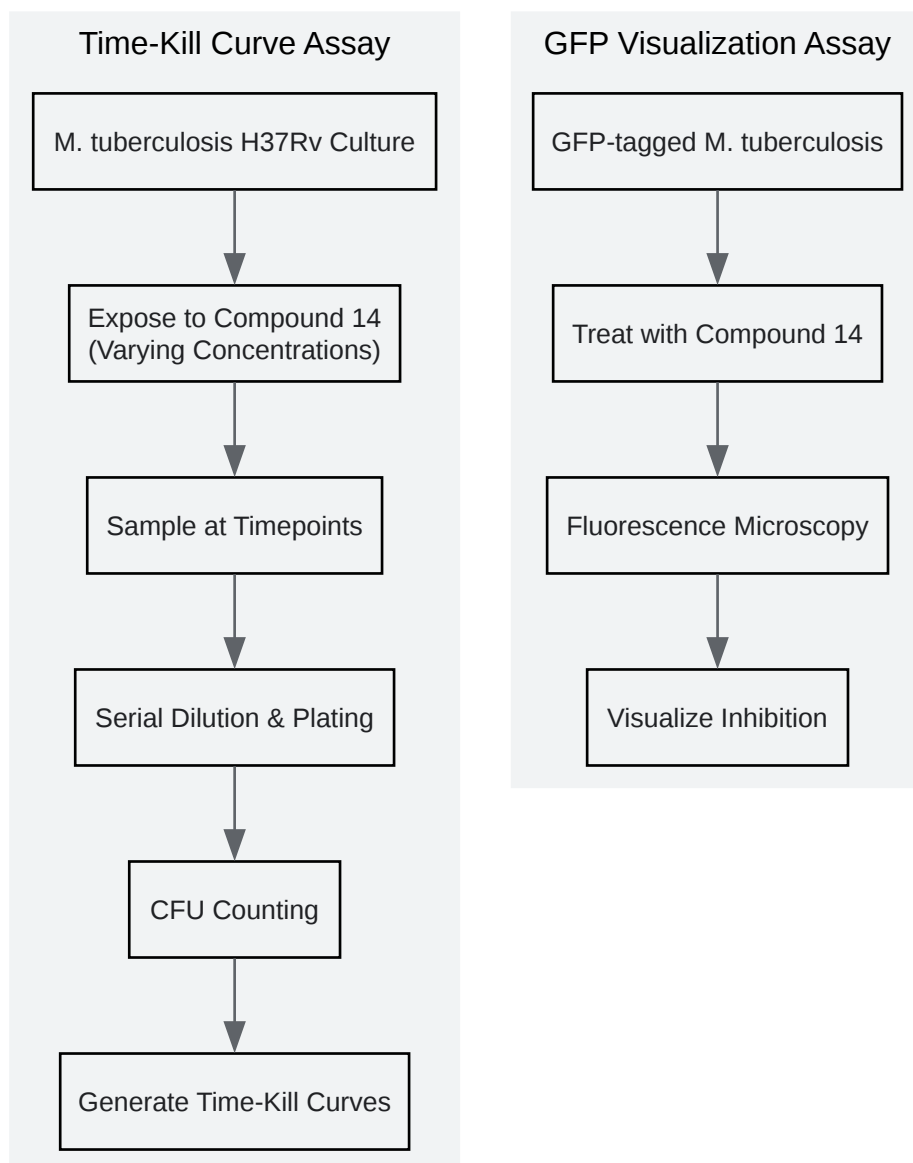 Time-Kill Curve Assay
M. tuberculosis H37Rv Culture
Expose to Compound 14
(Varying Concentrations)
Sample at Timepoints
Serial Dilution & Plating
CFU Counting
Generate Time-Kill Curves
GFP Visualization Assay
GFP-tagged M. tuberculosis
Treat with Compound 14
Fluorescence Microscopy
Visualize Inhibition